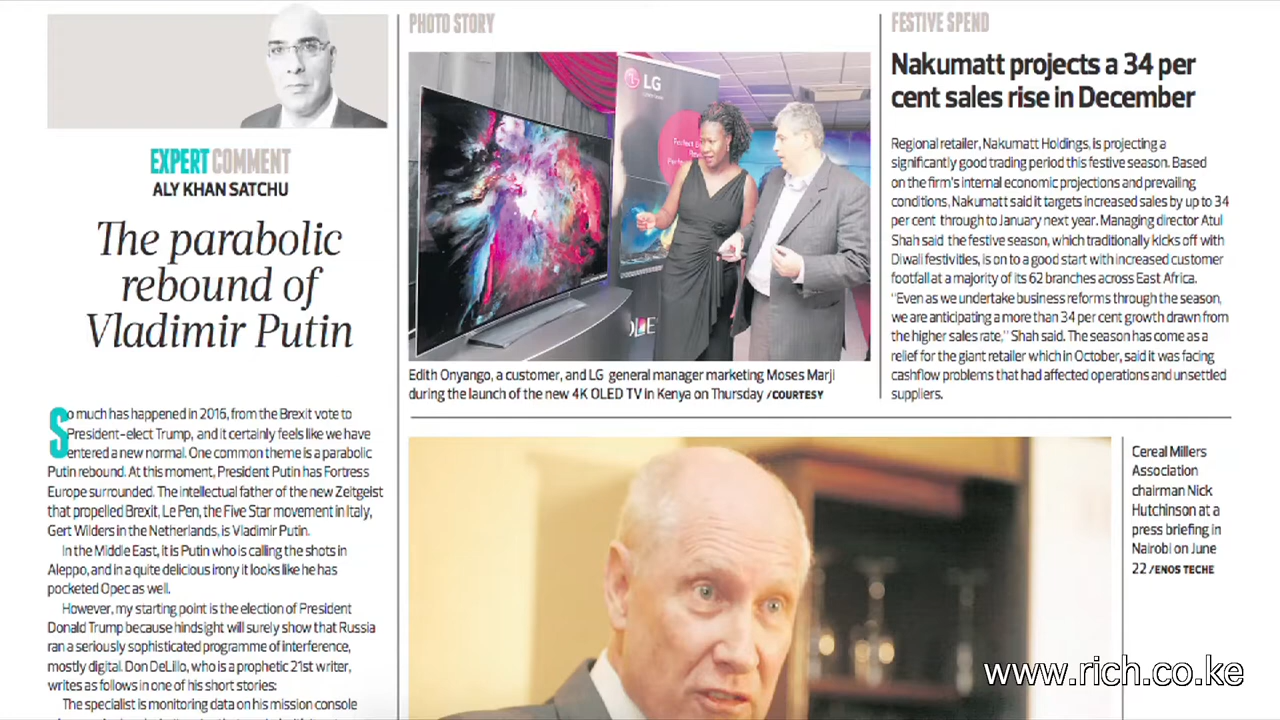 EXPERT COMMENT
ALY KHAN SATCHU
The parabolic
rebound of
Vladimir Putin
So much has happened in 2016, from the Brexit vote to
President-elect Trump, and it certainly feels like we have
entered a new normal. One common theme is a parabolic
Putin rebound. At this moment, President Putin has Fortress
Europe surrounded. The intellectual father of the new Zeitgeist
that propelled Brexit, Le Pen, the Five Star movement in Italy,
Gert Wilders in the Netherlands, is Vladimir Putin.
In the Middle East, it is Putin who is calling the shots in
Aleppo, and in a quite delicious irony it looks like he has
pocketed Opec as well.
However, my starting point is the election of President
Donald Trump because hindsight will surely show that Russia
ran a seriously sophisticated programme of interference,
mostly digital. Don DeLillo, who is a prophetic 21st writer,
writes as follows in one of his short stories:
The specialist is monitoring data on his mission console
PHOTO STORY
LG
Edith Onyango, a customer, and LG general manager marketing Moses Marji
during the launch of the new 4K OLED TV in Kenya on Thursday /COURTESY
FESTIVE SPEND
Nakumatt projects a 34 per
cent sales rise in December
Regional retailer, Nakumatt Holdings, is projecting a
significantly good trading period this festive season. Based
on the firm's internal economic projections and prevailing
conditions, Nakumatt said it targets increased sales by up to 34
per cent through to January next year. Managing director Atul
Shah said the festive season, which traditionally kicks off with
Diwali festivities, is on to a good start with increased customer
footfall at a majority of its 62 branches across East Africa.
"Even as we undertake business reforms through the season,
we are anticipating a more than 34 per cent growth drawn from
the higher sales rate," Shah said. The season has come as a
relief for the giant retailer which in October, said it was facing
cashflow problems that had affected operations and unsettled
suppliers.
Cereal Millers
Association
chairman Nick
Hutchinson at a
press briefing in
Nairobi on June
22 /ENOS TECHE
www.rich.co.ke